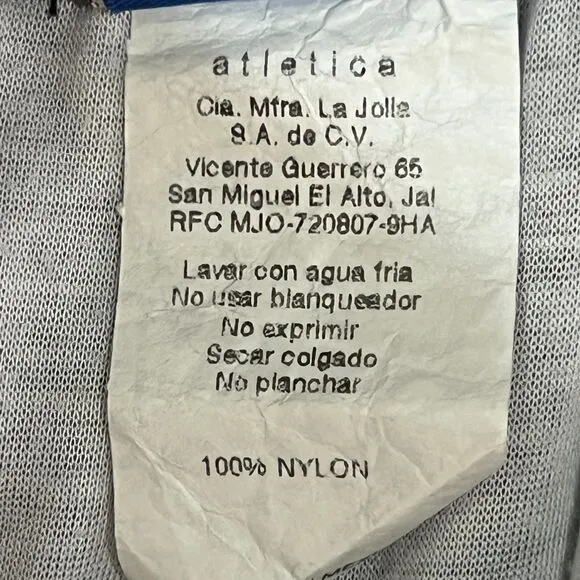 atletica
Cia. Mfra. La Jolla
S.A. de C.V.
Vicente Guerrero 65
San Miguel El Alto, Jal
RFC MJO-720807-9HA
Lavar con agua fria
No usar blanqueador
No exprimir
Secar colgado
No planchar
100% NYLON